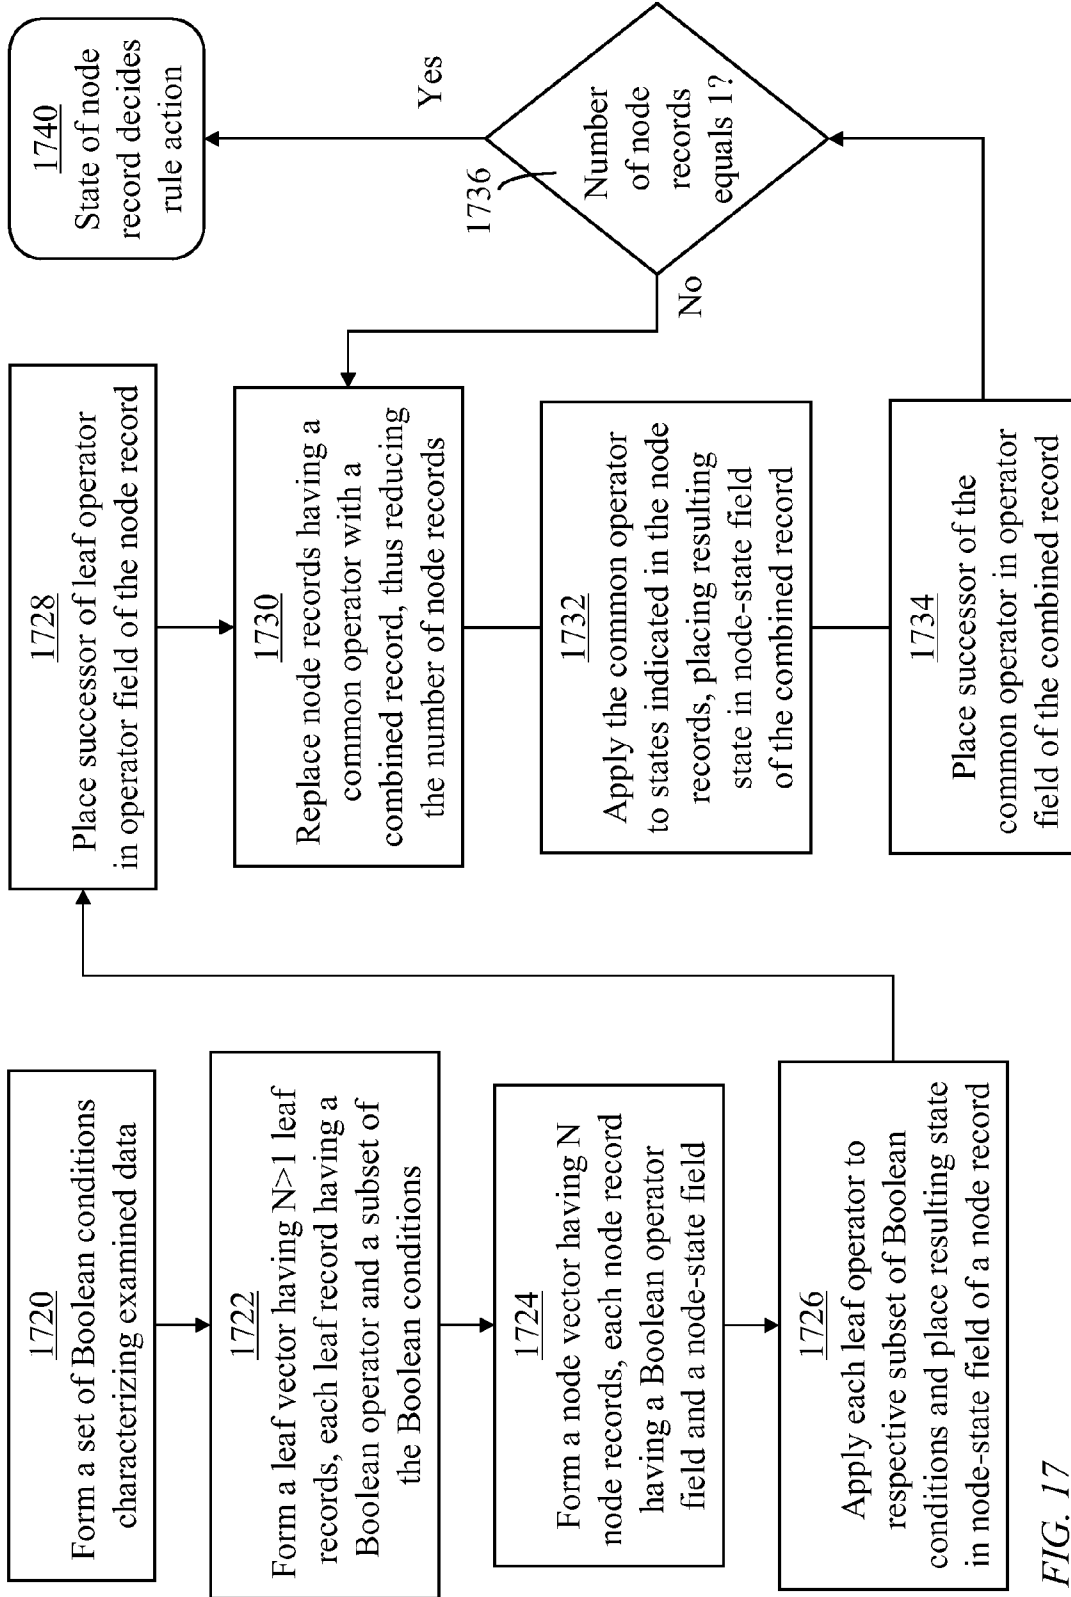 1720
Form a set of Boolean conditions
characterizing examined data
1722
Form a leaf vector having N>1 leaf
records, each leaf record having a
Boolean operator and a subset of
the Boolean conditions
1724
Form a node vector having N
node records, each node record
having a Boolean operator
field and a node-state field
1726
Apply each leaf operator to
respective subset of Boolean
conditions and place resulting state
in node-state field of a node record
1728
Place successor of leaf operator
in operator field of the node record
1730
Replace node records having a
common operator with a
combined record, thus reducing
the number of node records
1732
Apply the common operator
to states indicated in the node
records, placing resulting
state in node-state field
of the combined record
1734
Place successor of the
common operator in operator
field of the combined record
1736
Number
of node
records
equals 1?
No
Yes
1740
State of node
record decides
rule action
FIG. 17